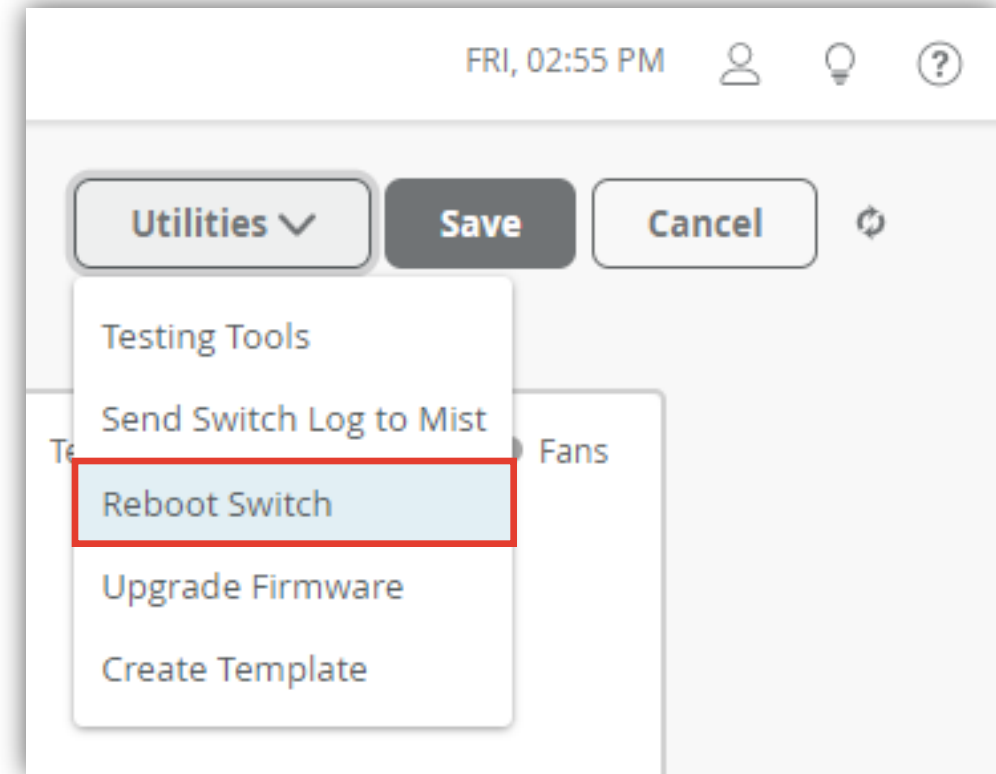 FRI, 02:55 PM
?
Utilities
Save
Cancel
Testing Tools
Send Switch Log to Mist
Fans
Reboot Switch
Upgrade Firmware
Create Template